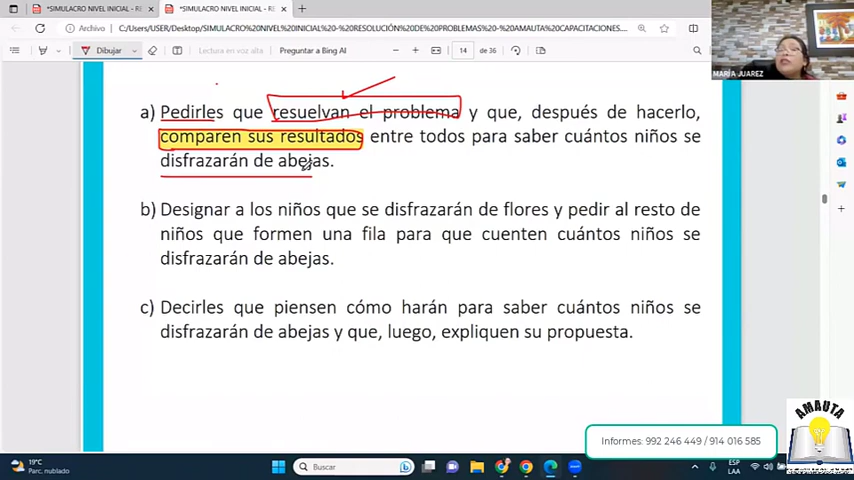 *SIMULACRO NIVEL INICIAL - RESO
*SIMULACRO NIVEL INICIAL - RESO
Archivo
C:/Users/USER/Desktop/SIMULACRO%20NIVEL%20INICIAL%20-%20RESOLUCIÓN%20DE%20PROBLEMAS%20-%20AMAUTA%20CAPACITACIONES....
Dibujar
Lectura en voz alta
Preguntar a Bing AI
14
de 36
MARÍA JUAREZ
a) Pedirles que resuelvan el problema y que, después de hacerlo,
comparen sus resultados entre todos para saber cuántos niños se
disfrazarán de abejas.
b) Designar a los niños que se disfrazarán de flores y pedir al resto de
niños que formen una fila para que cuenten cuántos niños se
disfrazarán de abejas.
c) Decirles que piensen cómo harán para saber cuántos niños se
disfrazarán de abejas y que, luego, expliquen su propuesta.
AMAUTA
Informes: 992 246 449 / 914 016 585
19°C
Parc. nublado
Buscar
ESP
LAA